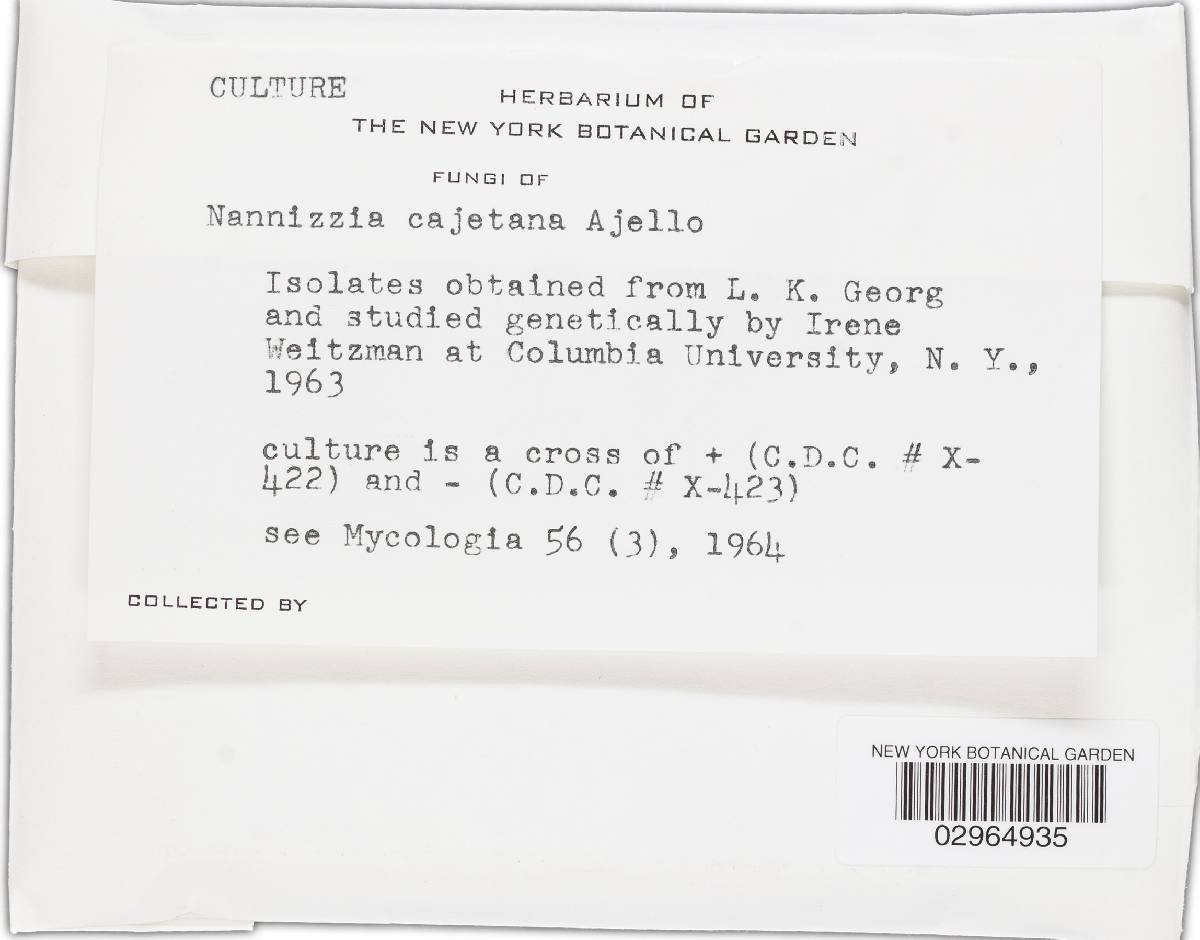 CULTURE
HERBARIUM OF
THE NEW YORK BOTANICAL GARDEN
FUNGI OF
Nannizzia cajetana Ajello
Isolates obtained from L. K. Georg
and studied genetically by Irene
Weitzman at Columbia University, N. Y.,
1963
culture is a cross of + (C.D.C. # X-
422) and - (C.D.C. # X-423)
see Mycologia 56 (3), 1964
COLLECTED BY
NEW YORK BOTANICAL GARDEN
02964935